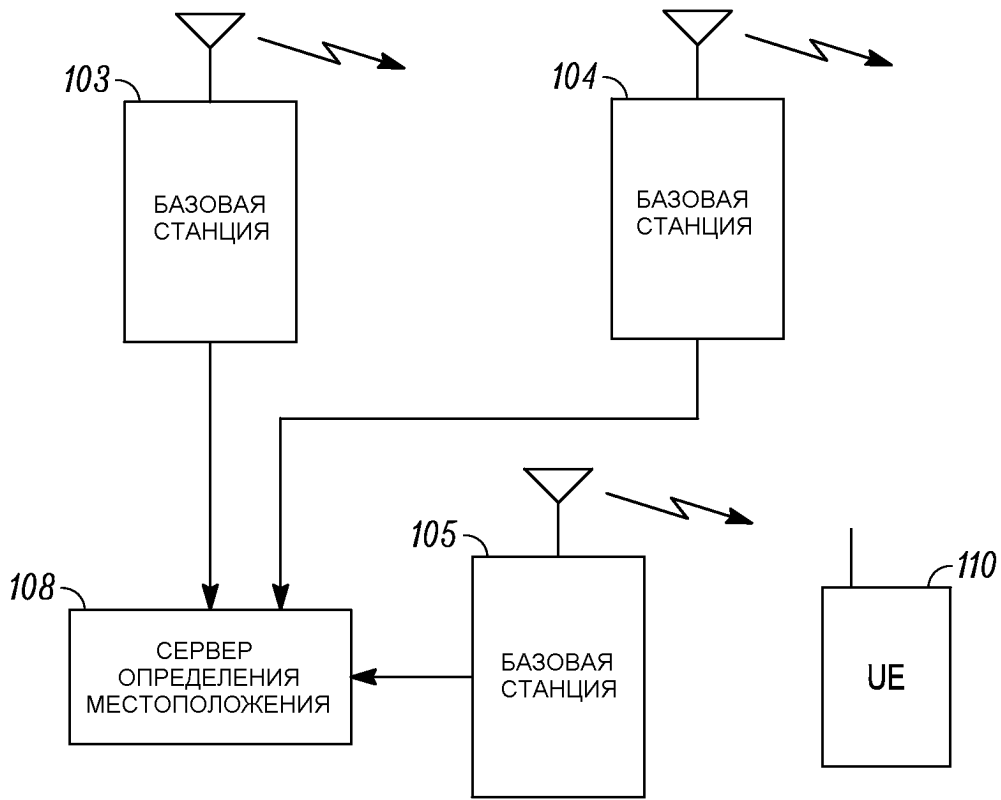 103
БАЗОВАЯ
СТАНЦИЯ
104
БАЗОВАЯ
СТАНЦИЯ
105
БАЗОВАЯ
СТАНЦИЯ
108
СЕРВЕР
ОПРЕДЕЛЕНИЯ
МЕСТОПОЛОЖЕНИЯ
110
UE